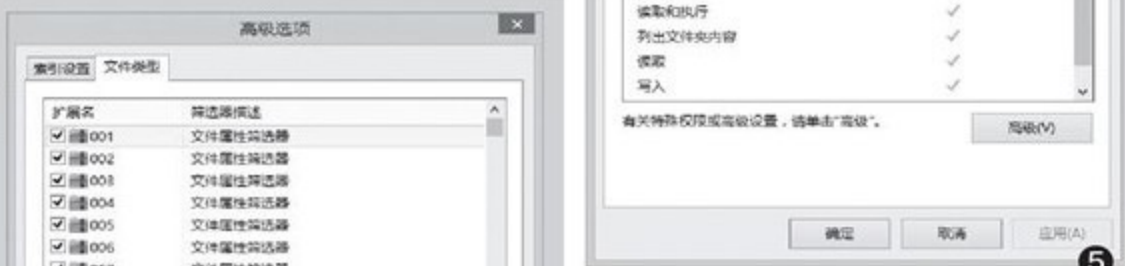 高级选项
索引设置 文件类型
扩展名 筛选器描述
001 文件属性筛选器
002 文件属性筛选器
003 文件属性筛选器
004 文件属性筛选器
005 文件属性筛选器
006 文件属性筛选器
读取和执行
列出文件夹内容
读取
写入
有关特殊权限或高级设置，请单击"高级"。
高级(V)
确定 取消 应用(A)
5